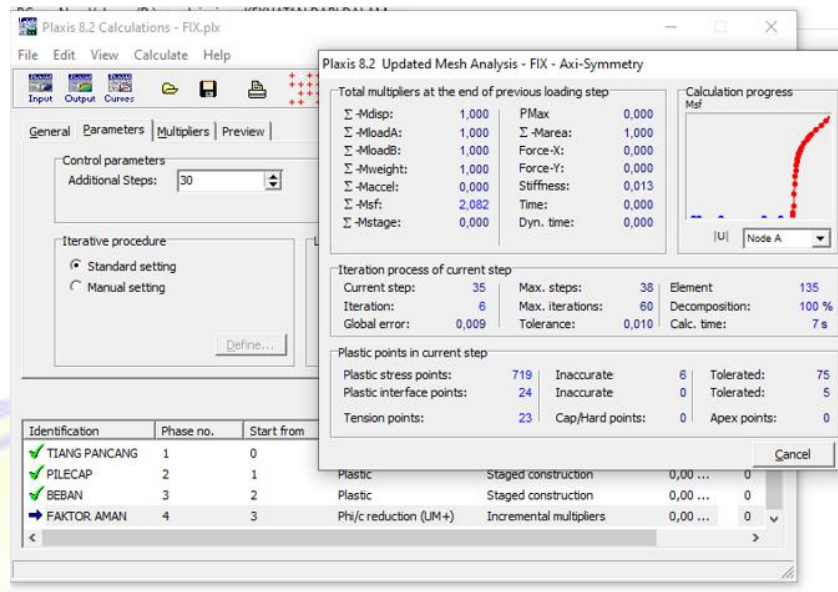 Plaxis 8.2 Calculations - FIX.plx
File Edit View Calculate Help
Input Output Curves
General Parameters Multipliers Preview
Control parameters
Additional Steps: 30
Iterative procedure
Standard setting
Manual setting
Define...
Plaxis 8.2 Updated Mesh Analysis - FIX - Axi-Symmetry
Total multipliers at the end of previous loading step
Σ -Mdisp: 1,000 PMax 0,000
Σ -MloadA: 1,000 Σ -Marea: 1,000
Σ -MloadB: 1,000 Force-X: 0,000
Σ -Mweight: 1,000 Force-Y: 0,000
Σ -Maccel: 0,000 Stiffness: 0,013
Σ -Msf: 2,082 Time: 0,000
Σ -Mstage: 0,000 Dyn. time: 0,000
Calculation progress
Msf
|U| Node A
Iteration process of current step
Current step: 35 Max. steps: 38 Element 135
Iteration: 6 Max. iterations: 60 Decomposition: 100 %
Global error: 0,009 Tolerance: 0,010 Calc. time: 7 s
Plastic points in current step
Plastic stress points: 719 Inaccurate 6 Tolerated: 75
Plastic interface points: 24 Inaccurate 0 Tolerated: 5
Tension points: 23 Cap/Hard points: 0 Apex points: 0
Cancel
Identification Phase no. Start from
TIANG PANCANG 1 0
PILECAP 2 1 Plastic Staged construction 0,00 ... 0
BEBAN 3 2 Plastic Staged construction 0,00 ... 0
FAKTOR AMAN 4 3 Phi/c reduction (UM+) Incremental multipliers 0,00 ... 0